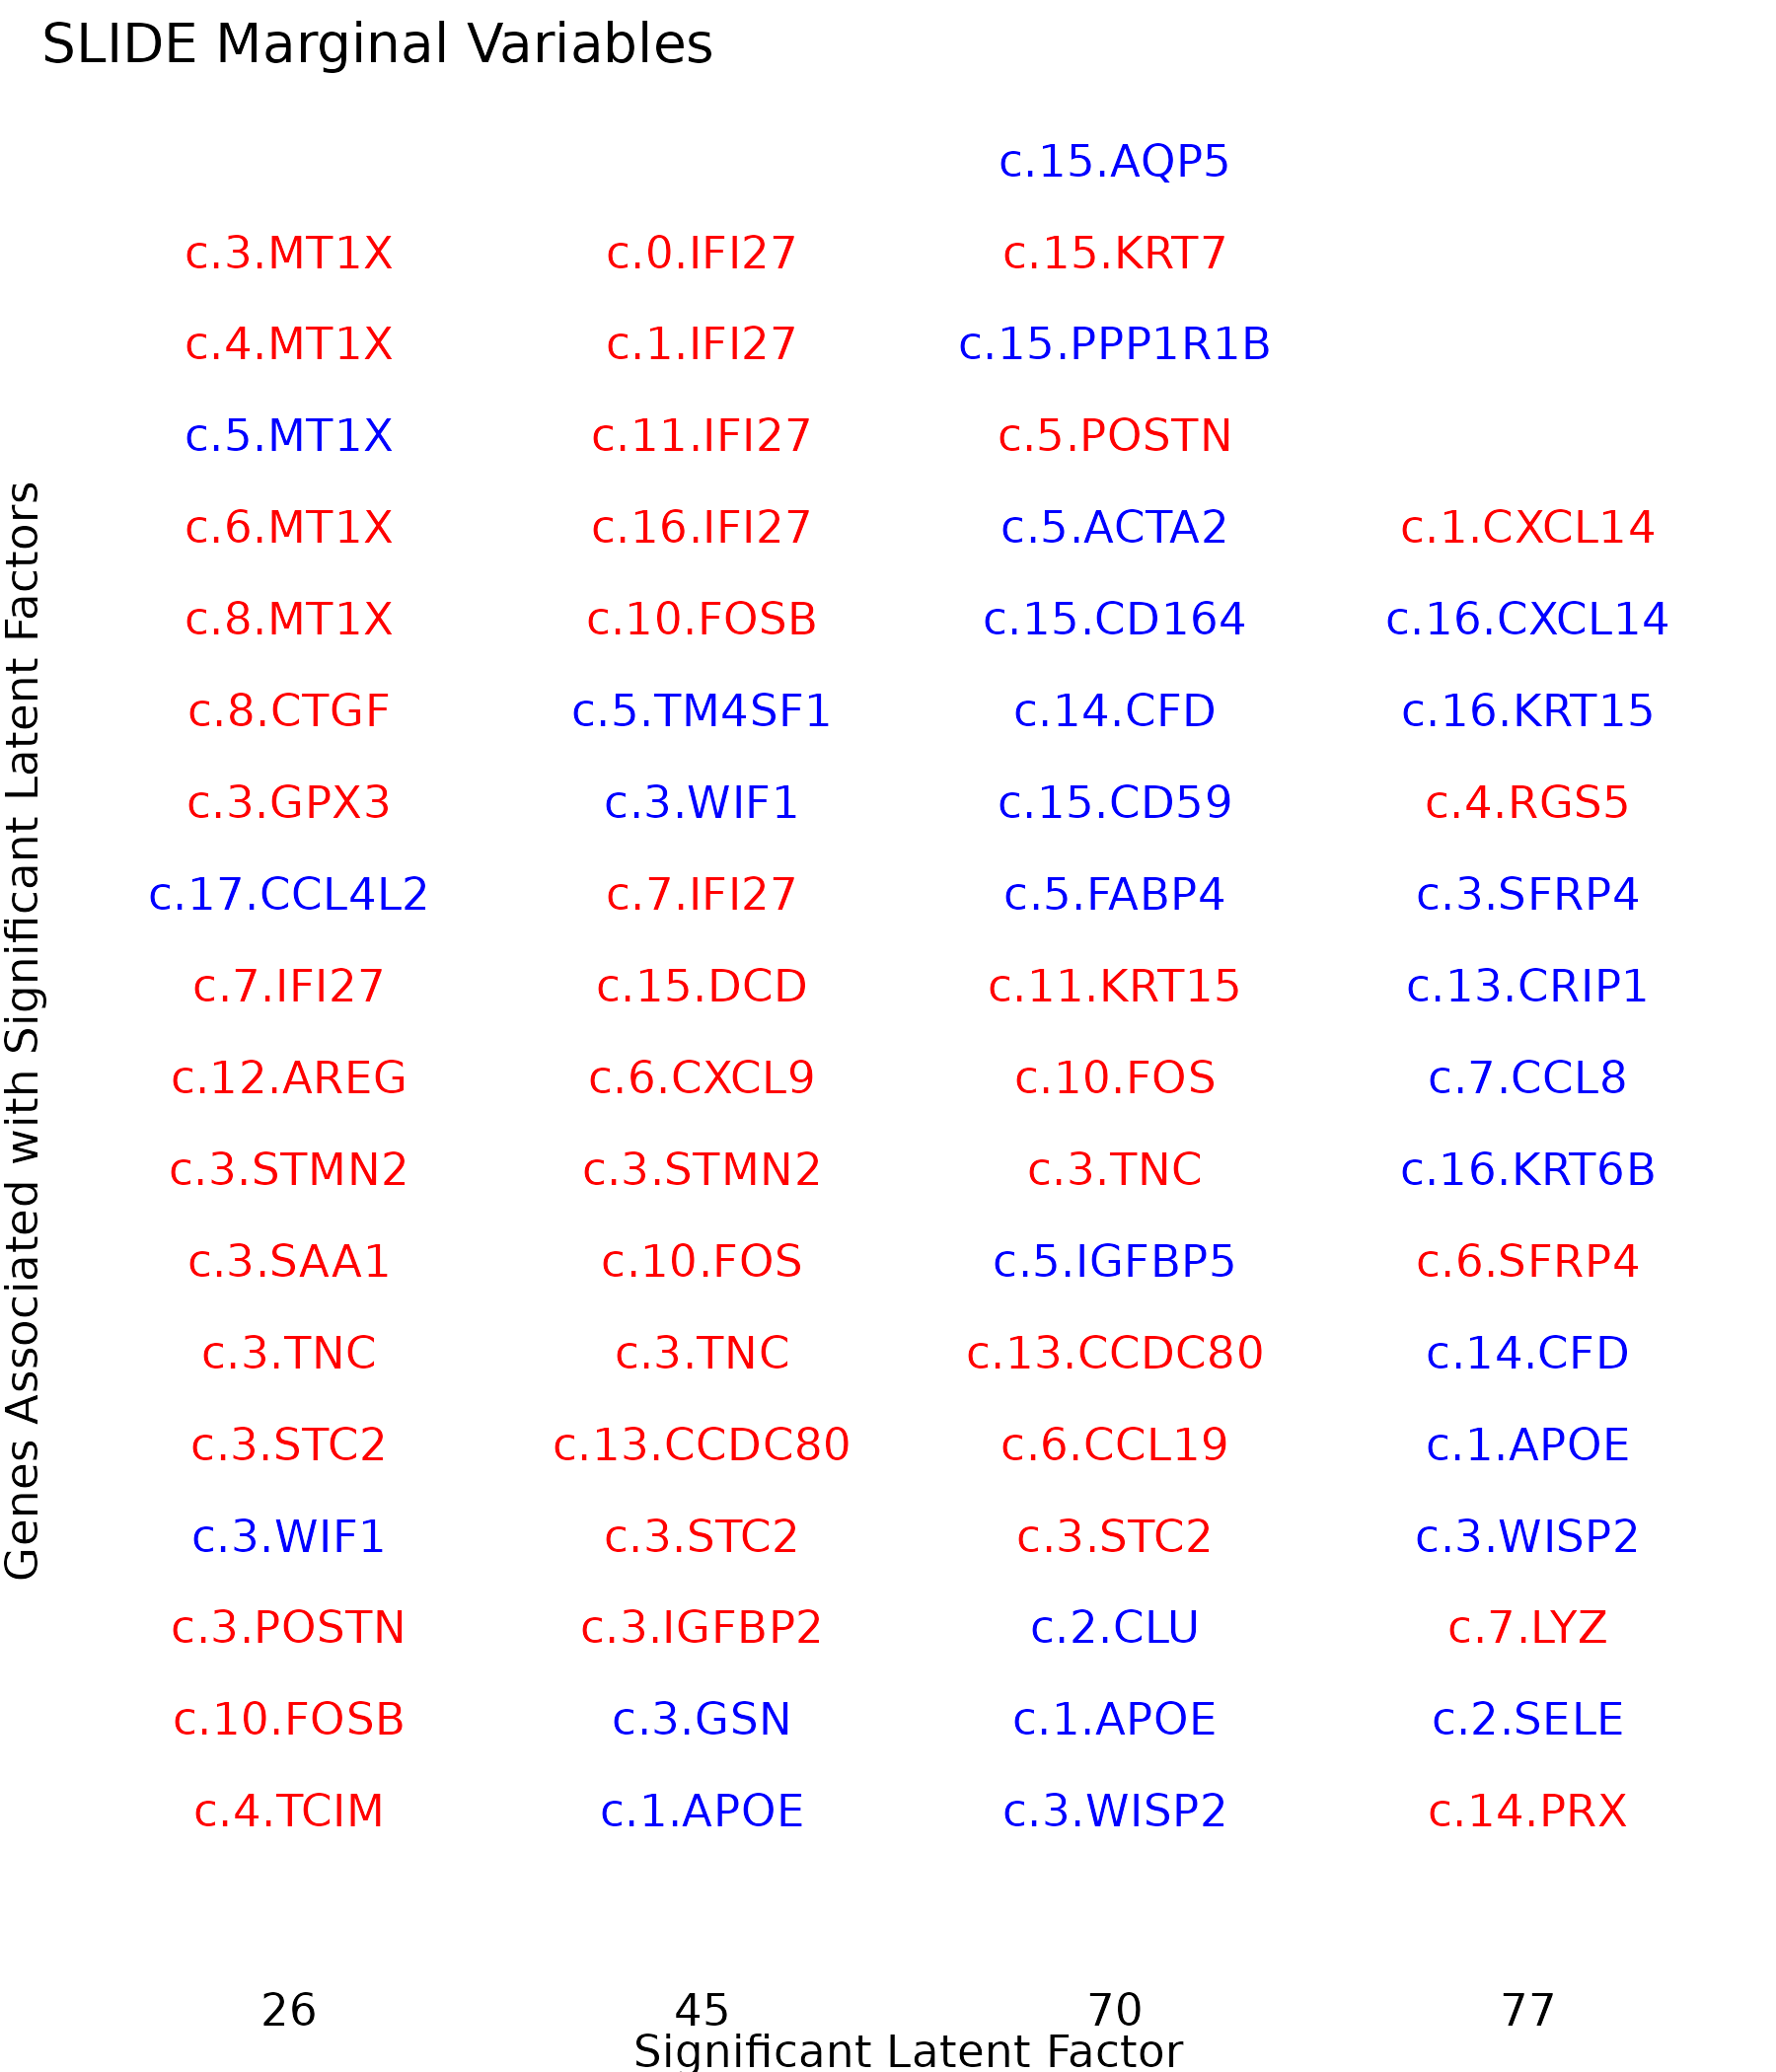 SLIDE Marginal Variables
c.15.AQP5
c.3.MT1X c.0.IFI27 c.15.KRT7
c.4.MT1X c.1.IFI27 c.15.PPP1R1B
c.5.MT1X c.11.IFI27 c.5.POSTN
c.6.MT1X c.16.IFI27 c.5.ACTA2 c.1.CXCL14
c.8.MT1X c.10.FOSB c.15.CD164 c.16.CXCL14
c.8.CTGF c.5.TM4SF1 c.14.CFD c.16.KRT15
c.3.GPX3 c.3.WIF1 c.15.CD59 c.4.RGS5
c.17.CCL4L2 c.7.IFI27 c.5.FABP4 c.3.SFRP4
c.7.IFI27 c.15.DCD c.11.KRT15 c.13.CRIP1
c.12.AREG c.6.CXCL9 c.10.FOS c.7.CCL8
c.3.STMN2 c.3.STMN2 c.3.TNC c.16.KRT6B
c.3.SAA1 c.10.FOS c.5.IGFBP5 c.6.SFRP4
c.3.TNC c.3.TNC c.13.CCDC80 c.14.CFD
c.3.STC2 c.13.CCDC80 c.6.CCL19 c.1.APOE
c.3.WIF1 c.3.STC2 c.3.STC2 c.3.WISP2
c.3.POSTN c.3.IGFBP2 c.2.CLU c.7.LYZ
c.10.FOSB c.3.GSN c.1.APOE c.2.SELE
c.4.TCIM c.1.APOE c.3.WISP2 c.14.PRX
26 45 70 77
Significant Latent Factor
Genes Associated with Significant Latent Factors